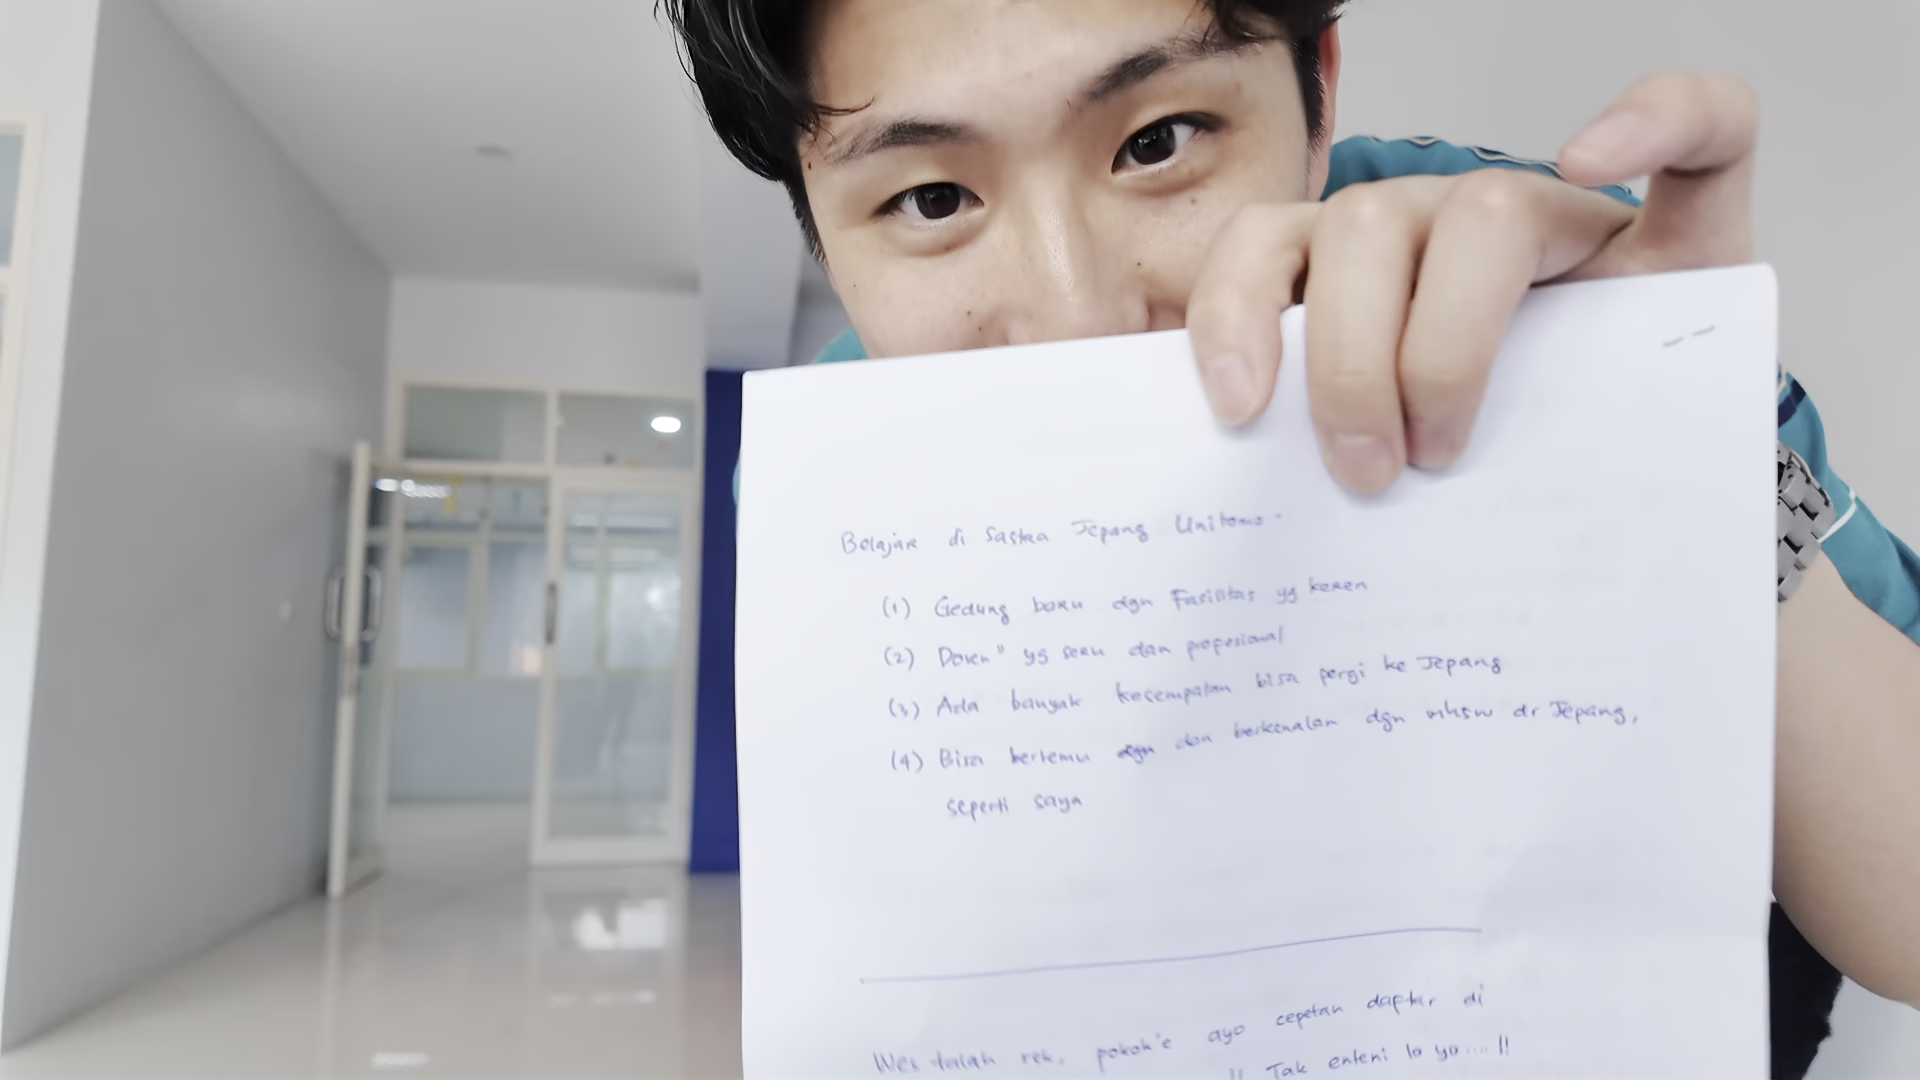 Belajar di Sastra Jepang Unitomo -
(1) Gedung baru dgn Fasilitas yg keren
(2) Dosen" yg seru dan profesional
(3) Ada banyak kesempatan bisa pergi ke Jepang
(4) Bisa bertemu dan berkenalan dgn mhsw dr Jepang,
seperti saya
Wes talah rek, pokok'e ayo cepetan daftar di
!! Tak enteni lo yo .... !!